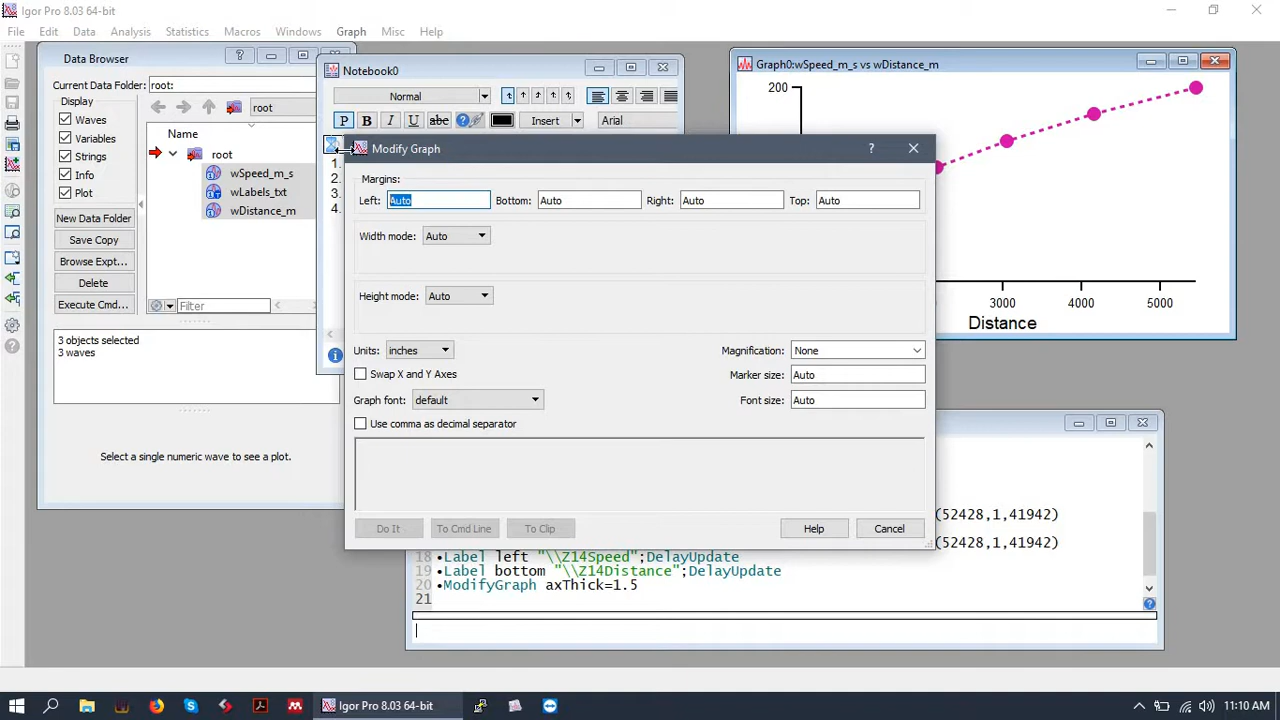 Igor Pro 8.03 64-bit
File Edit Data Analysis Statistics Macros Windows Graph Misc Help
Data Browser
Current Data Folder: root:
Display
Waves
Variables
Strings
Info
Plot
New Data Folder
Save Copy
Browse Expt...
Delete
Execute Cmd...
root
Name
root
wSpeed_m_s
wLabels_txt
wDistance_m
Filter
3 objects selected
3 waves
Select a single numeric wave to see a plot.
Notebook0
Normal
P B I U abc Insert Arial
1.
2.
3.
4.
Graph0:wSpeed_m_s vs wDistance_m
200
3000 4000 5000
Distance
Modify Graph
Margins:
Left: Auto Bottom: Auto Right: Auto Top: Auto
Width mode: Auto
Height mode: Auto
Units: inches
Magnification: None
Swap X and Y Axes
Marker size: Auto
Graph font: default
Font size: Auto
Use comma as decimal separator
Do It To Cmd Line To Clip Help Cancel
(52428,1,41942)
(52428,1,41942)
18 •Label left "\\Z14Speed";DelayUpdate
19 •Label bottom "\\Z14Distance";DelayUpdate
20 •ModifyGraph axThick=1.5
21
Igor Pro 8.03 64-bit
11:10 AM